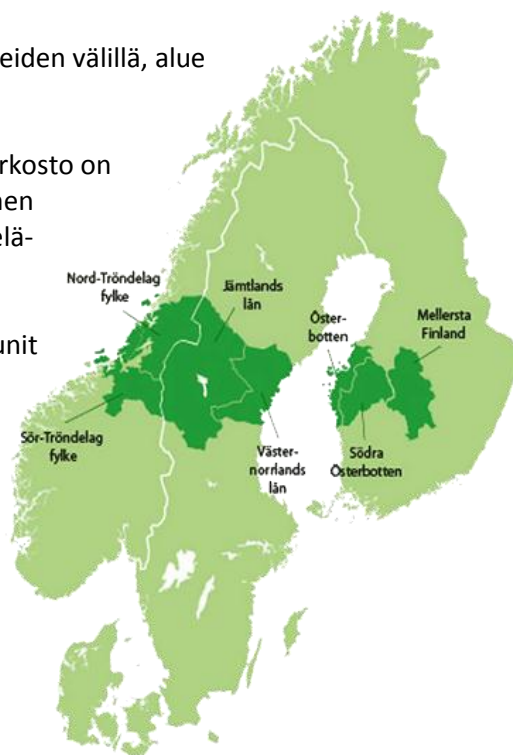 eiden välillä, alue
rkosto on
nen
elä-
unit
Nord-Tröndelag
fylke
Jämtlands
län
Öster-
botten
Mellersta
Finland
Sör-Tröndelag
fylke
Väster-
norrlands
län
Södra
Österbotten